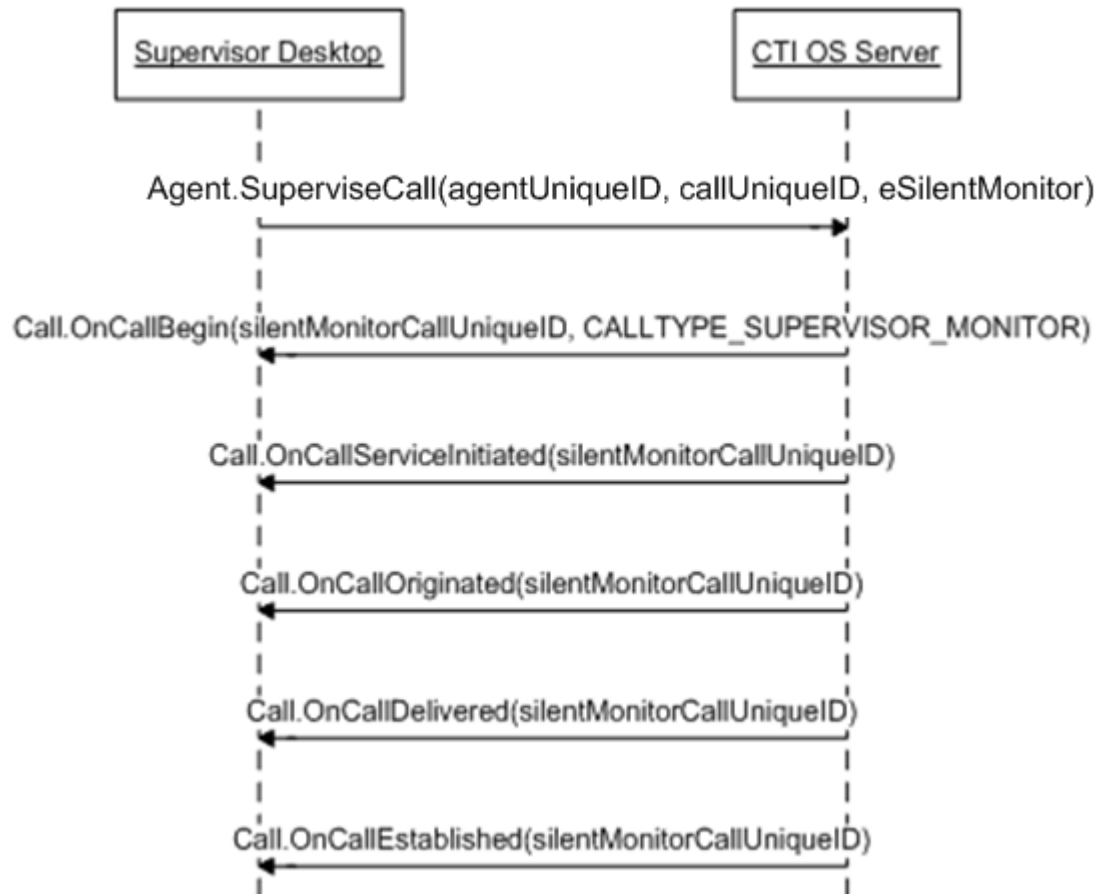 Supervisor Desktop
CTI OS Server
Agent.SuperviseCall(agentUniqueID, callUniqueID, eSilentMonitor)
Call.OnCallBegin(silentMonitorCallUniqueID, CALLTYPE_SUPERVISOR_MONITOR)
Call.OnCallServiceInitiated(silentMonitorCallUniqueID)
Call.OnCallOriginated(silentMonitorCallUniqueID)
Call.OnCallDelivered(silentMonitorCallUniqueID)
Call.OnCallEstablished(silentMonitorCallUniqueID)